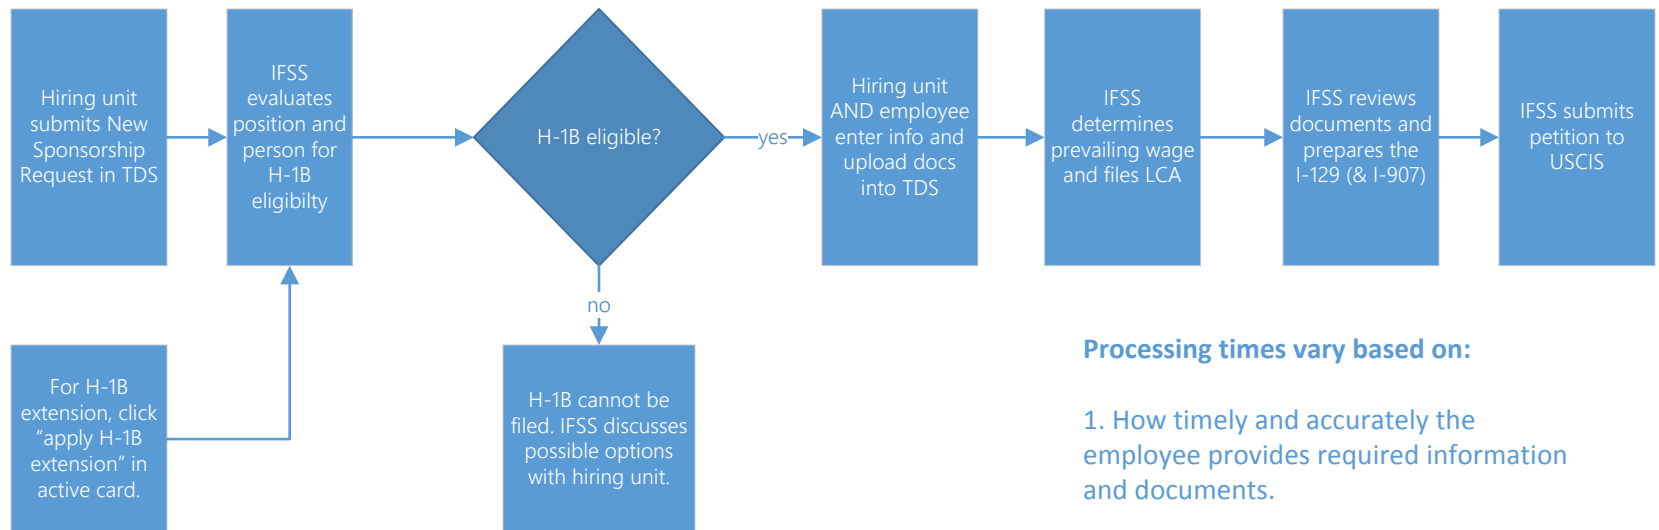 Hiring unit
submits New
Sponsorship
Request in TDS
IFSS
evaluates
position and
person for
H-1B
eligibilty
H-1B eligible?
yes
Hiring unit
AND employee
enter info and
upload docs
into TDS
IFSS
determines
prevailing wage
and files LCA
IFSS reviews
documents and
prepares the
I-129 (& I-907)
IFSS submits
petition to
USCIS
no
For H-1B
extension, click
“apply H-1B
extension” in
active card.
H-1B cannot be
filed. IFSS discusses
possible options
with hiring unit.
Processing times vary based on:
1. How timely and accurately the
employee provides required information
and documents.